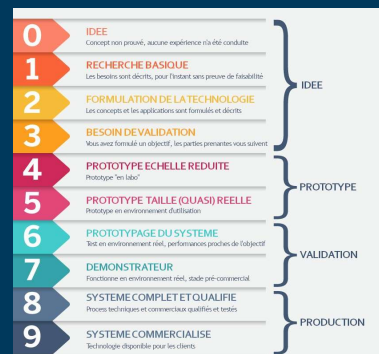 0
IDEE
Concept non prouvé, aucune expérience n'a été conduite
1
RECHERCHE BASIQUE
Les besoins sont décrits, pour l'instant sans preuve de faisabilité
2
FORMULATION DE LA TECHNOLOGIE
Les concepts et les applications sont formulés et décrits
3
BESOIN DE VALIDATION
Vous avez formulé un objectif, les parties prenantes vous suivent
IDEE
4
PROTOTYPE ECHELLE REDUITE
Prototype "en labo"
5
PROTOTYPE TAILLE (QUASI) REELLE
Prototype en environnement d'utilisation
PROTOTYPE
6
PROTOTYPAGE DU SYSTEME
Test en environnement réel, performances proches de l'objectif
7
DEMONSTRATEUR
Fonctionne en environnement réel, stade pré-commercial
VALIDATION
8
SYSTEME COMPLET ET QUALIFIE
Process techniques et commerciaux qualifiés et testés
9
SYSTEME COMMERCIALISE
Technologie disponible pour les clients
PRODUCTION